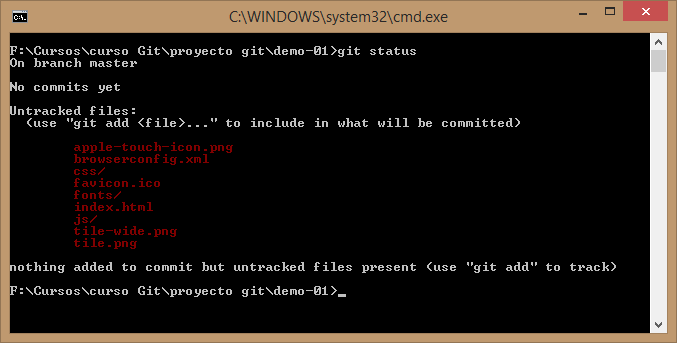 C:\WINDOWS\system32\cmd.exe
F:\Cursos\curso Git\proyecto git\demo-01>git status
On branch master
No commits yet
Untracked files:
(use "git add <file>..." to include in what will be committed)
apple-touch-icon.png
browserconfig.xml
css/
favicon.ico
fonts/
index.html
js/
tile-wide.png
tile.png
nothing added to commit but untracked files present (use "git add" to track)
F:\Cursos\curso Git\proyecto git\demo-01>_